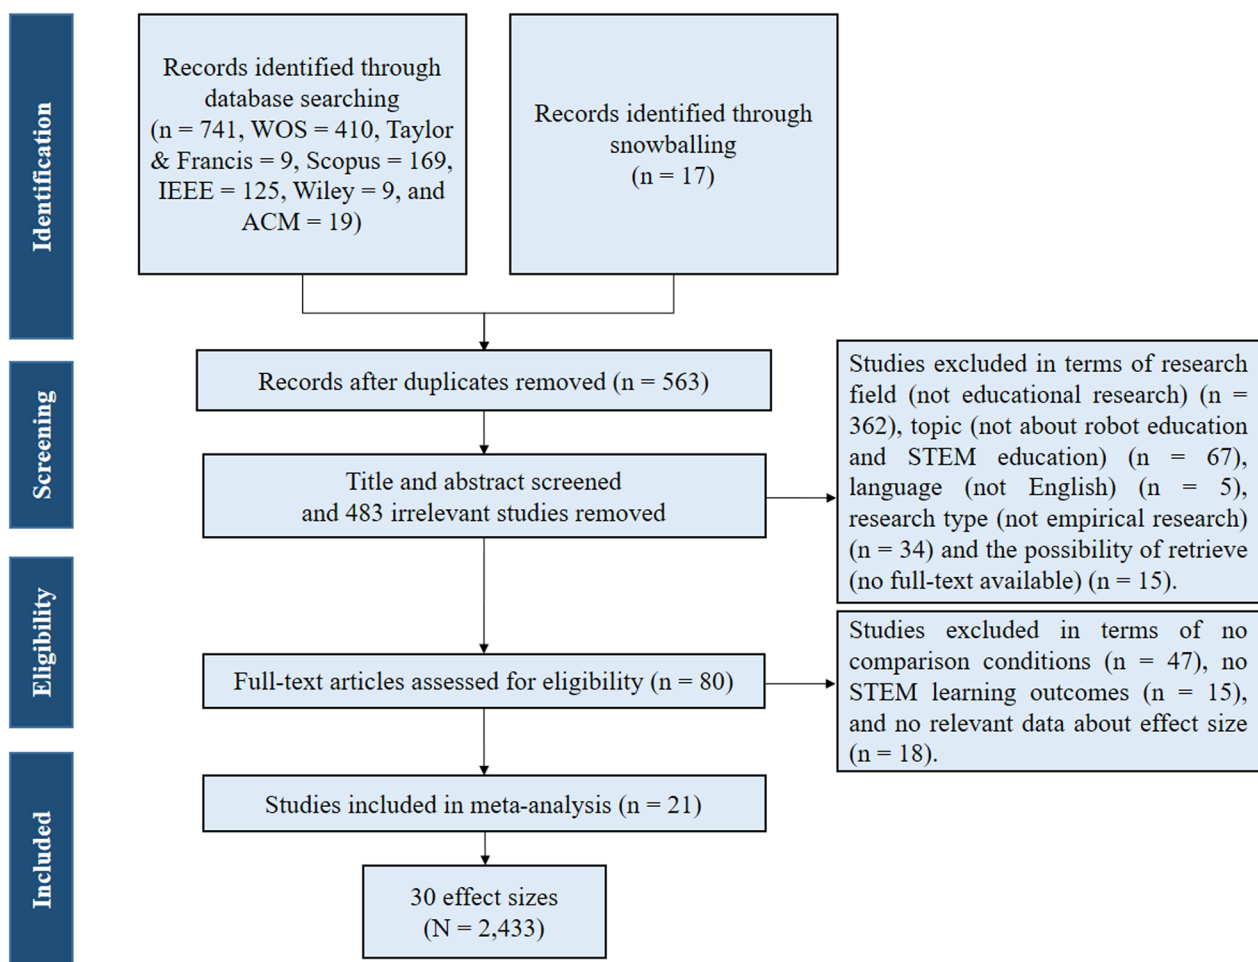 Identification
Records identified through
database searching
(n = 741, WOS = 410, Taylor
& Francis = 9, Scopus = 169,
IEEE = 125, Wiley = 9, and
ACM = 19)
Records identified through
snowballing
(n = 17)
Screening
Records after duplicates removed (n = 563)
Title and abstract screened
and 483 irrelevant studies removed
Studies excluded in terms of research
field (not educational research) (n =
362), topic (not about robot education
and STEM education) (n = 67),
language (not English) (n = 5),
research type (not empirical research)
(n = 34) and the possibility of retrieve
(no full-text available) (n = 15).
Eligibility
Full-text articles assessed for eligibility (n = 80)
Studies excluded in terms of no
comparison conditions (n = 47), no
STEM learning outcomes (n = 15),
and no relevant data about effect size
(n = 18).
Included
Studies included in meta-analysis (n = 21)
30 effect sizes
(N = 2,433)